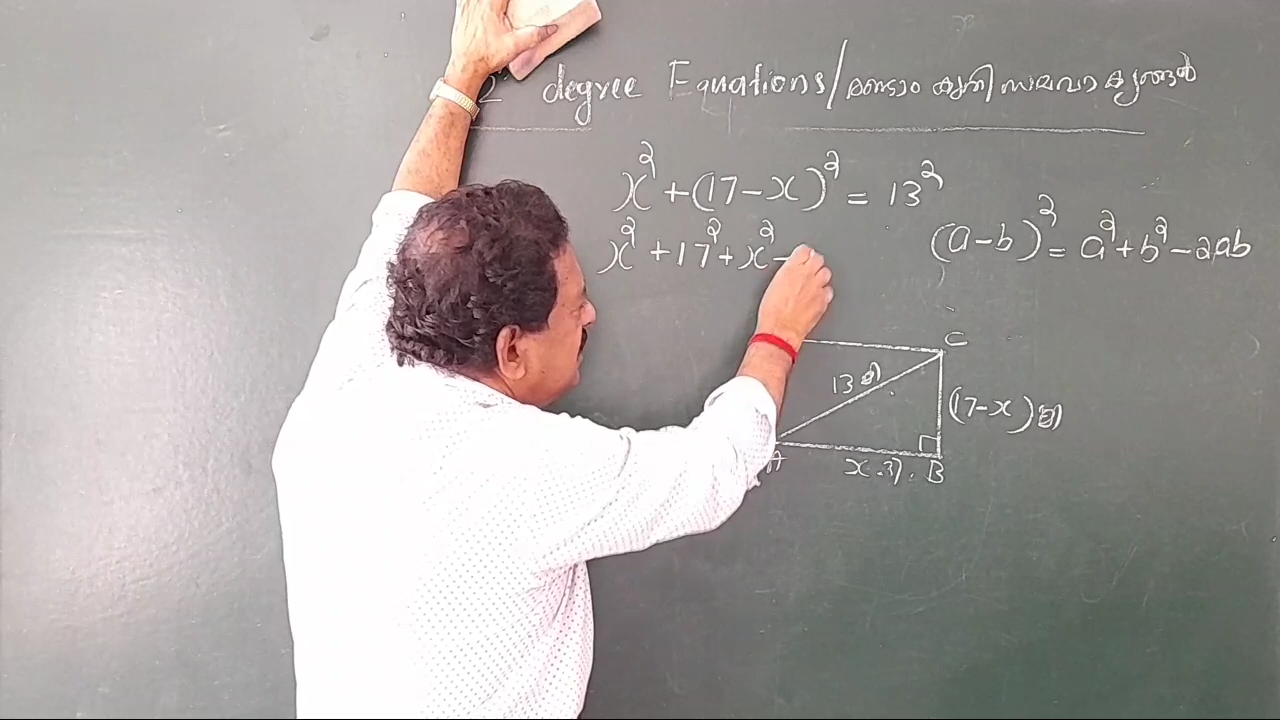 2 degree Equations/രണ്ടാം കൃതി സമവാക്യങ്ങൾ
x² + (17-x)² = 13²
x² + 17² + x² -
(a-b)² = a² + b² - 2ab
C
13 മീ
(17-x) മീ
A
x മീ. B